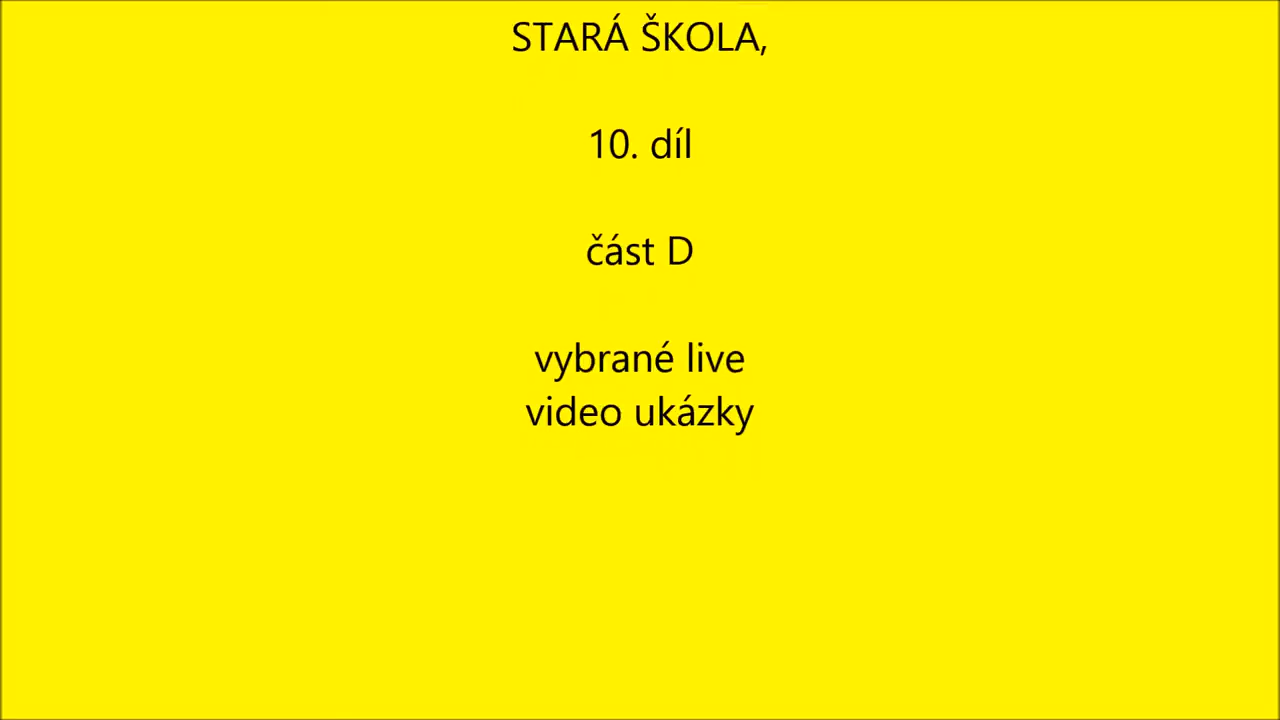 STARÁ ŠKOLA,
10. díl
část D
vybrané live
video ukázky